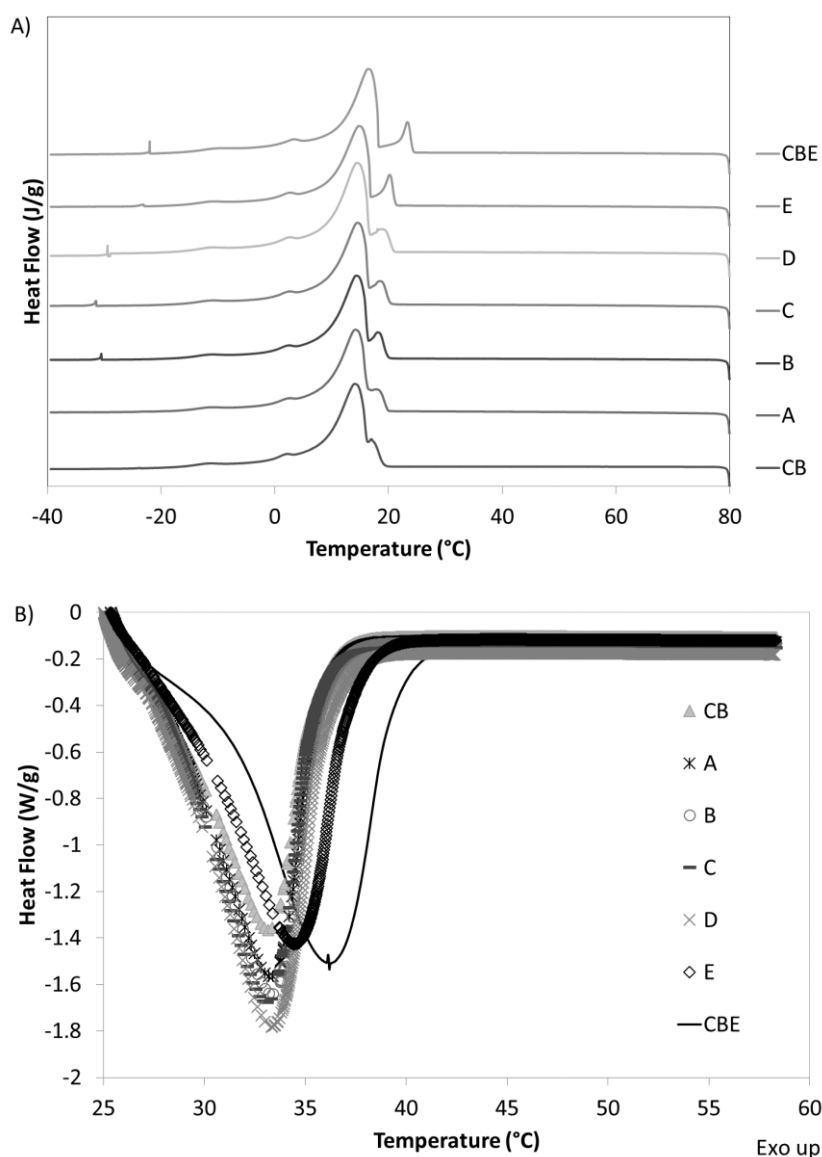 A)
Heat Flow (J/g)
CBE
E
D
C
B
A
CB
-40 -20 0 20 40 60 80
Temperature (°C)
B)
Heat Flow (W/g)
0
-0.2
-0.4
-0.6
-0.8
-1
-1.2
-1.4
-1.6
-1.8
-2
CB
A
B
C
D
E
CBE
25 30 35 40 45 50 55 60
Temperature (°C)
Exo up